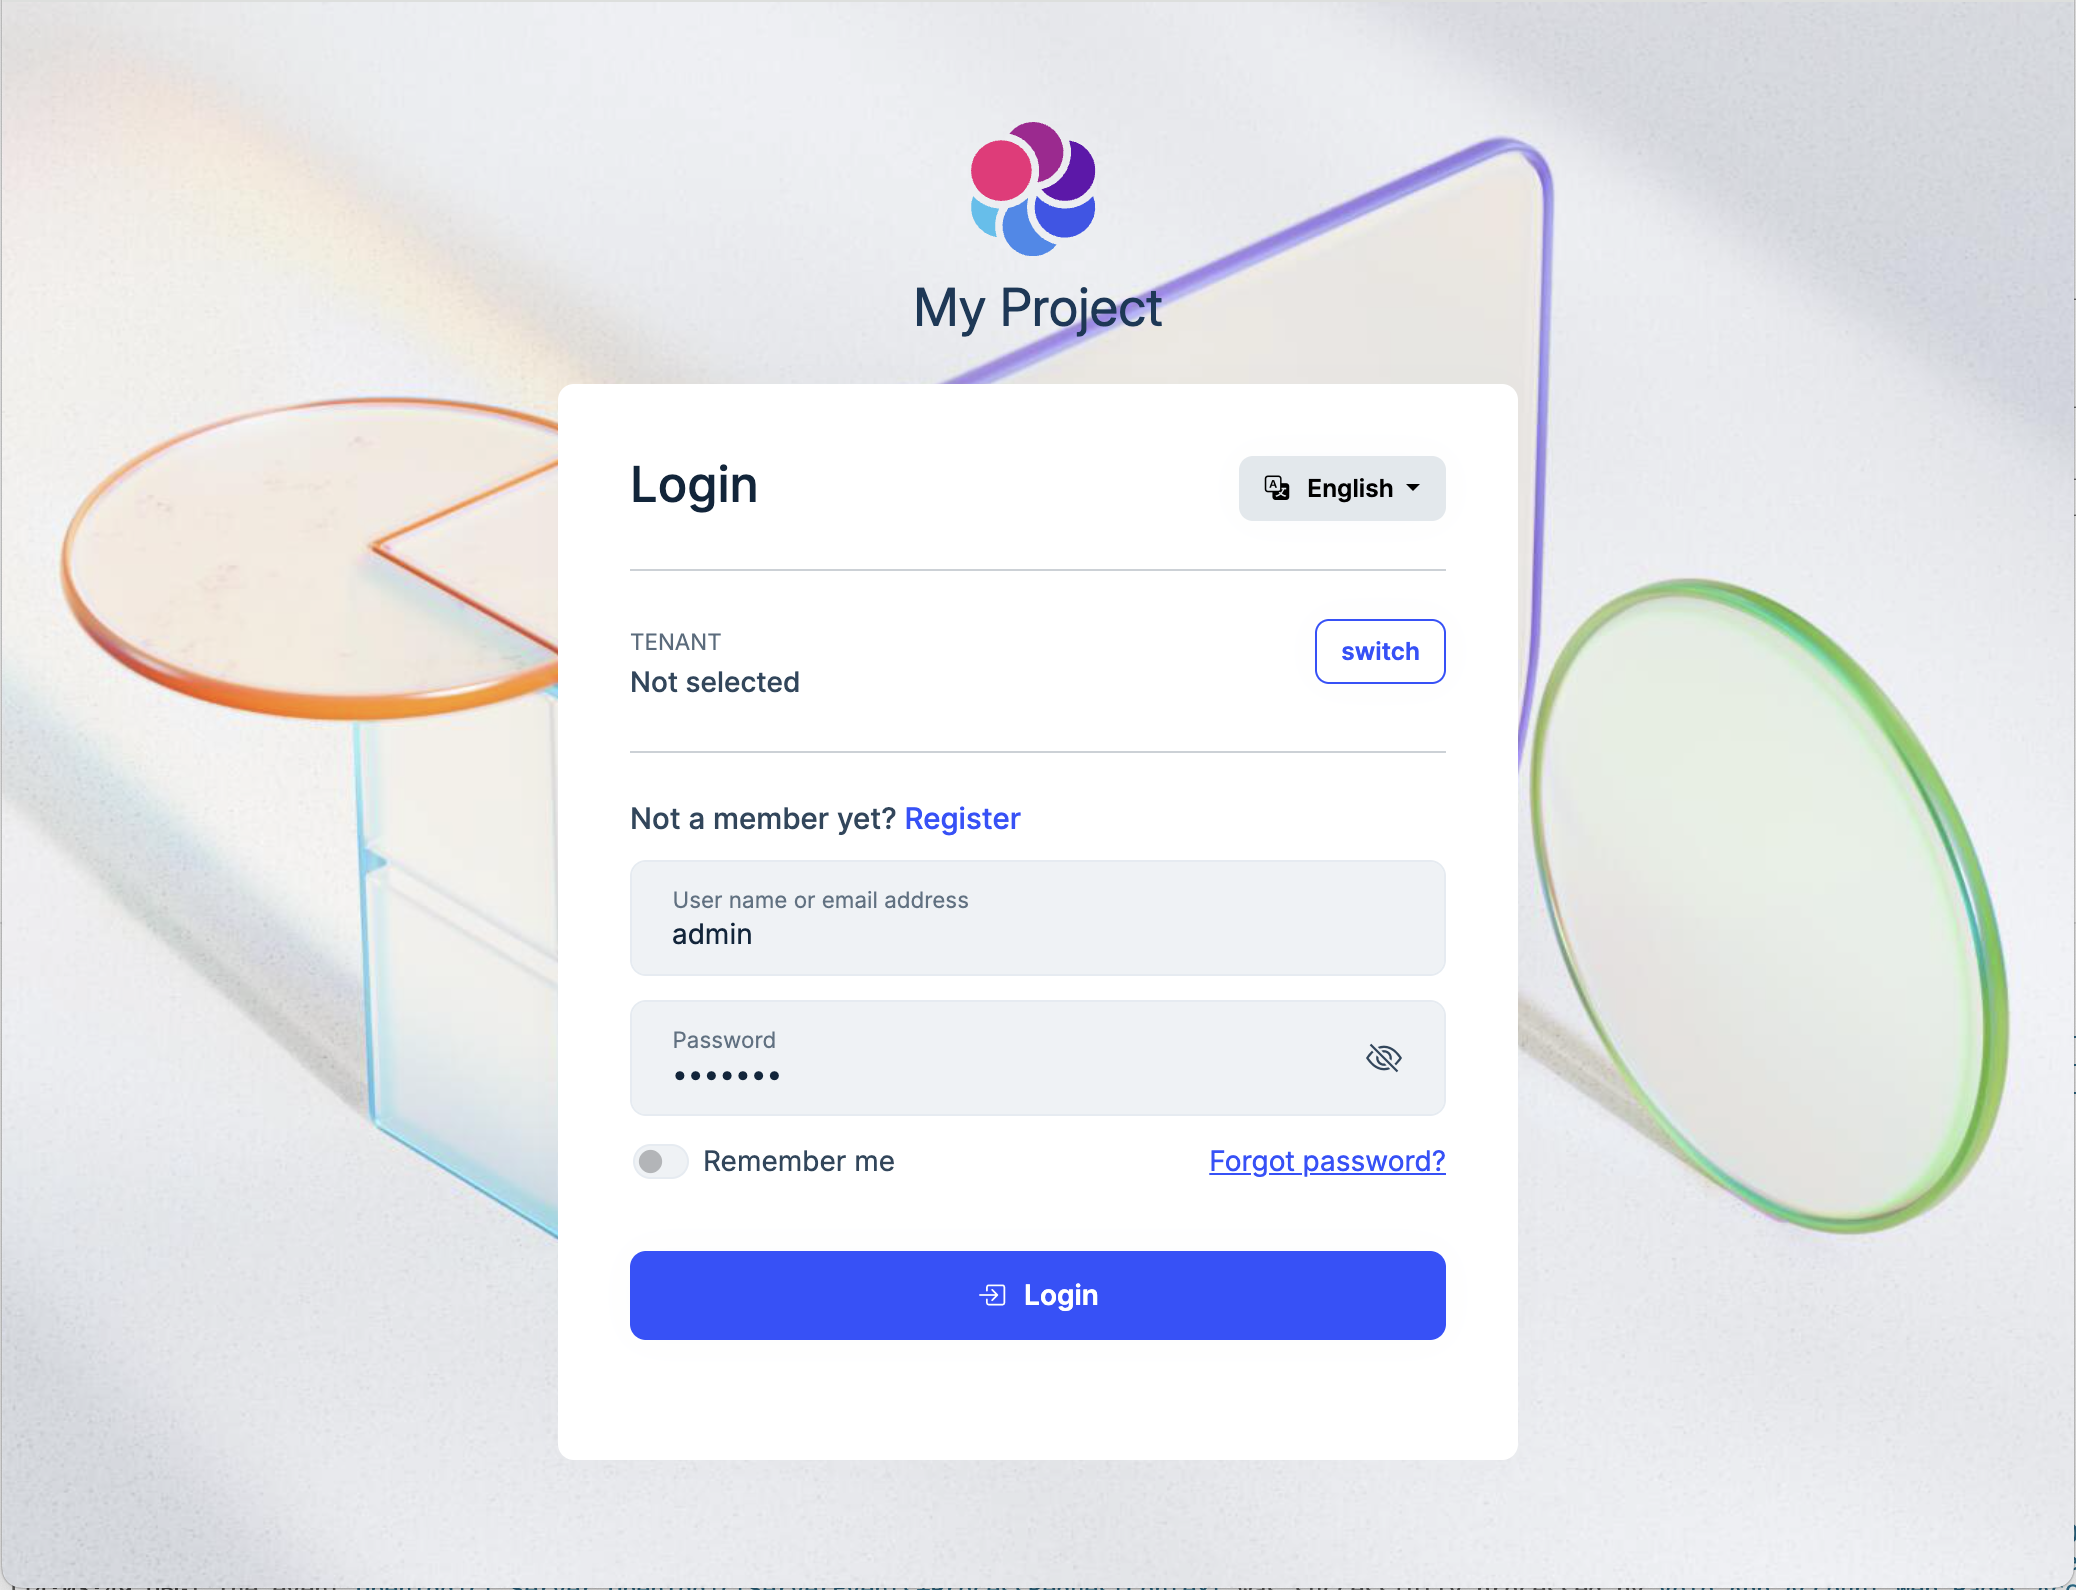 My Project
Login
English
TENANT
Not selected
switch
Not a member yet? Register
User name or email address
admin
Password
•••••••
Remember me
Forgot password?
Login